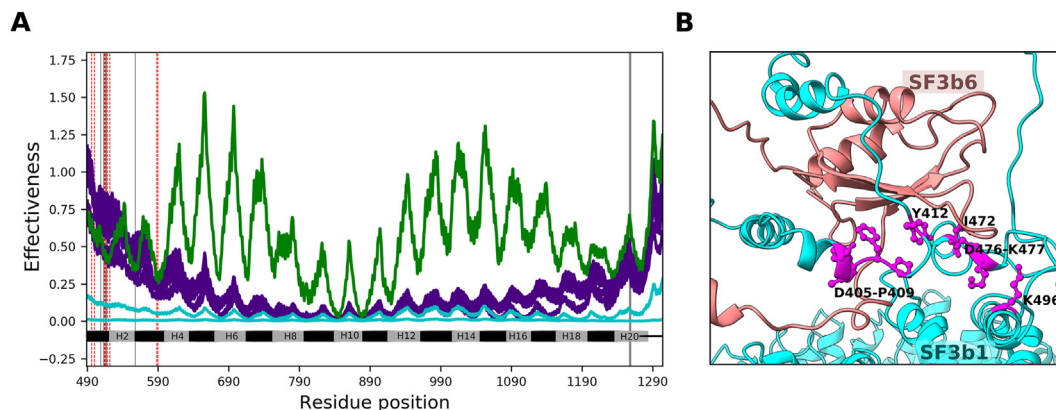 A
B
1.75
1.50
1.25
1.00
0.75
0.50
0.25
0.00
−0.25
Effectiveness
H2
H4
H6
H8
H10
H12
H14
H16
H18
H20
490
590
690
790
890
990
1090
1190
1290
Residue position
SF3b6
Y412
I472
D476-K477
D405-P409
K496
SF3b1